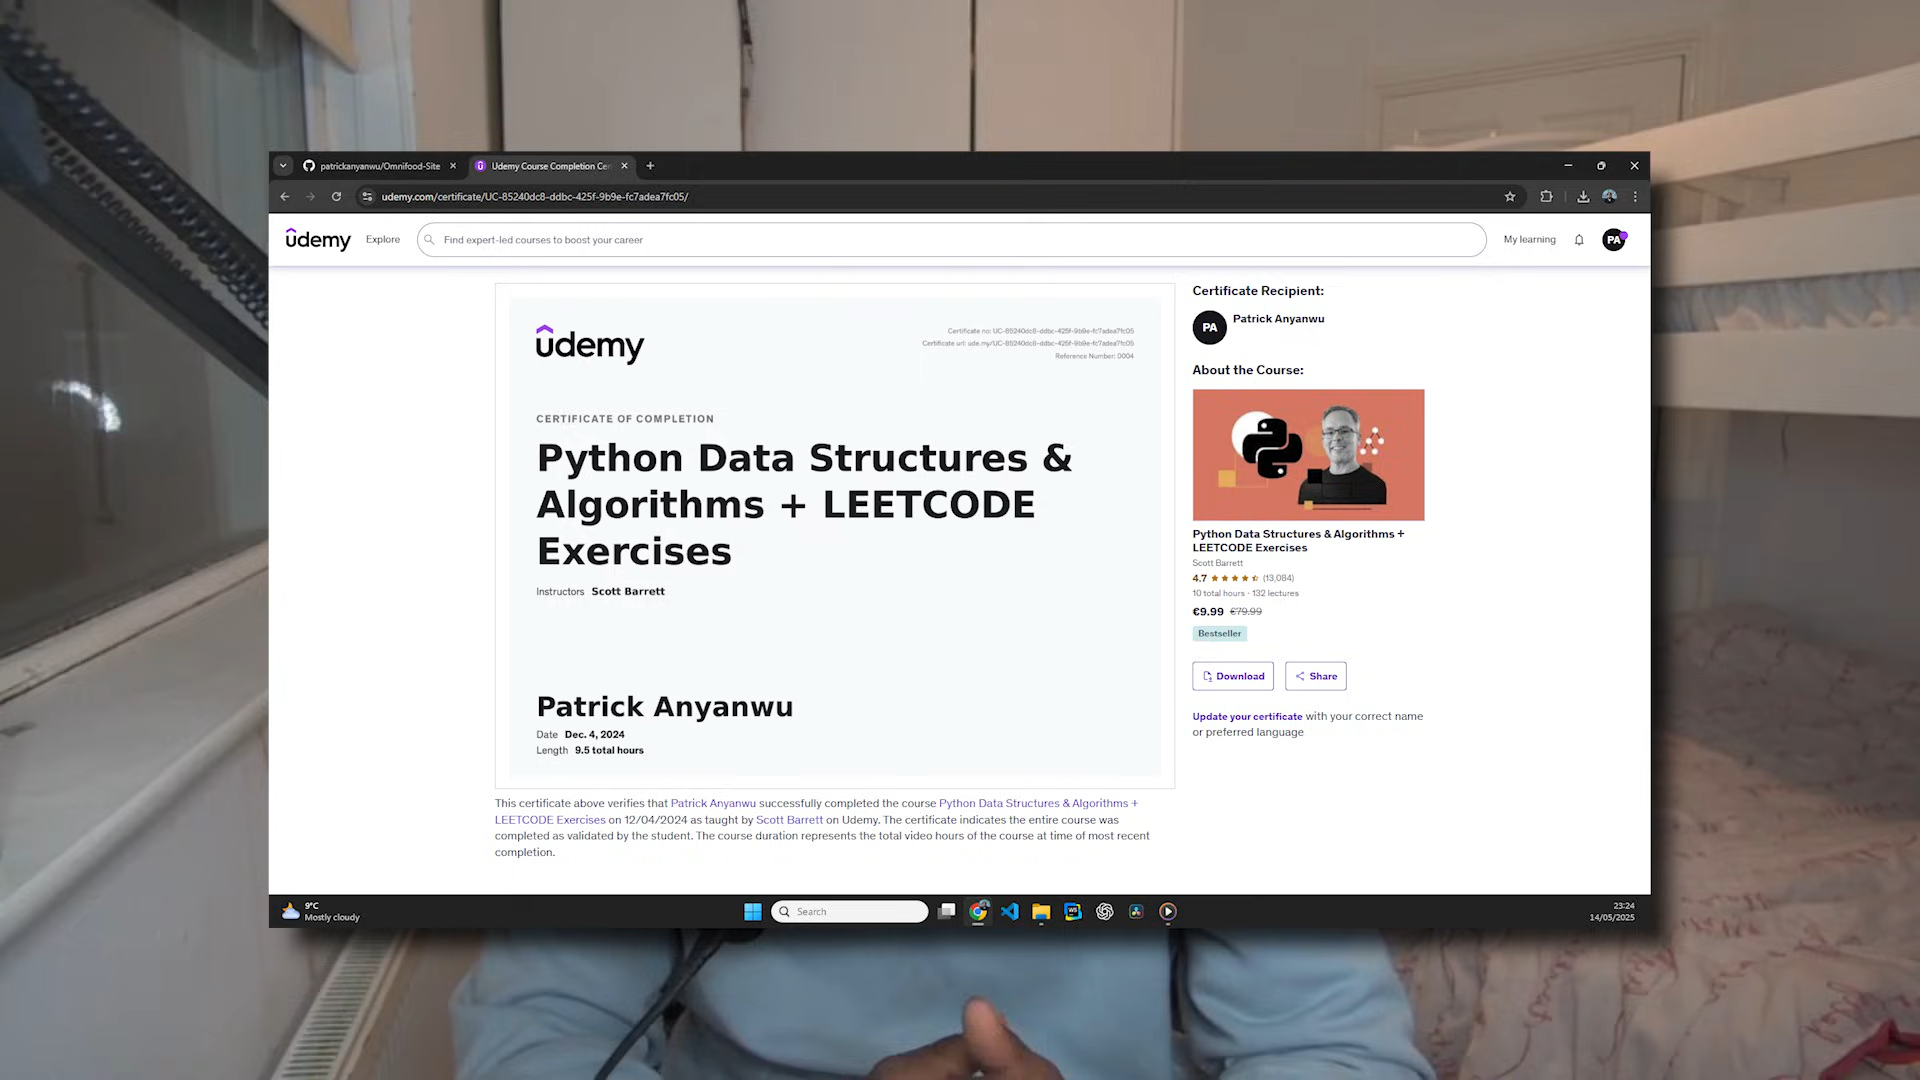 patrickanyanwu/Omnifood-Site
Udemy Course Completion Cer
udemy.com/certificate/UC-85240dc8-ddbc-425f-9b9e-fc7adea7fc05/
udemy
Explore
Find expert-led courses to boost your career
My learning
PA
udemy
Certificate no: UC-85240dc8-ddbc-425f-9b9e-fc7adea7fc05
Certificate url: ude.my/UC-85240dc8-ddbc-425f-9b9e-fc7adea7fc05
Reference Number: 0004
CERTIFICATE OF COMPLETION
Python Data Structures &
Algorithms + LEETCODE
Exercises
Instructors Scott Barrett
Patrick Anyanwu
Date Dec. 4, 2024
Length 9.5 total hours
This certificate above verifies that Patrick Anyanwu successfully completed the course Python Data Structures & Algorithms +
LEETCODE Exercises on 12/04/2024 as taught by Scott Barrett on Udemy. The certificate indicates the entire course was
completed as validated by the student. The course duration represents the total video hours of the course at time of most recent
completion.
Certificate Recipient:
PA
Patrick Anyanwu
About the Course:
Python Data Structures & Algorithms +
LEETCODE Exercises
Scott Barrett
4.7 (13,084)
10 total hours · 132 lectures
€9.99 €79.99
Bestseller
Download
Share
Update your certificate with your correct name
or preferred language
9°C
Mostly cloudy
Search
WS
23:24
14/05/2025